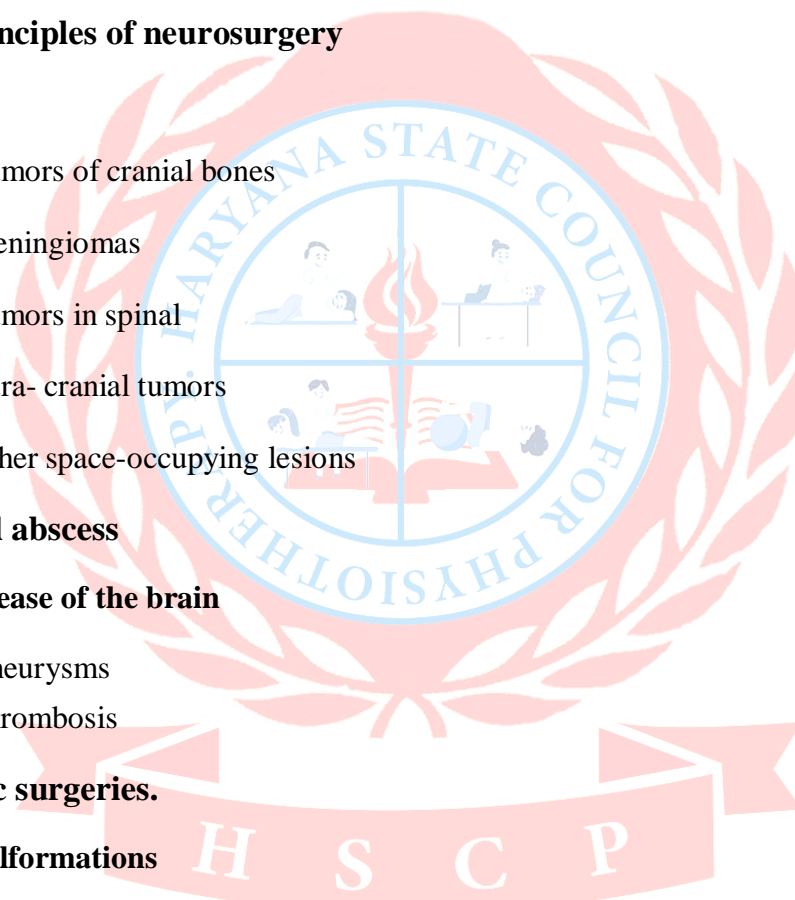 nciples of neurosurgery
mors of cranial bones
eningiomas
mors in spinal
ra- cranial tumors
her space-occupying lesions
l abscess
ease of the brain
neurysms
rombosis
c surgeries.
lformations
HARYANA STATE COUNCIL FOR PHYSIOTHERAPY.
H S C P